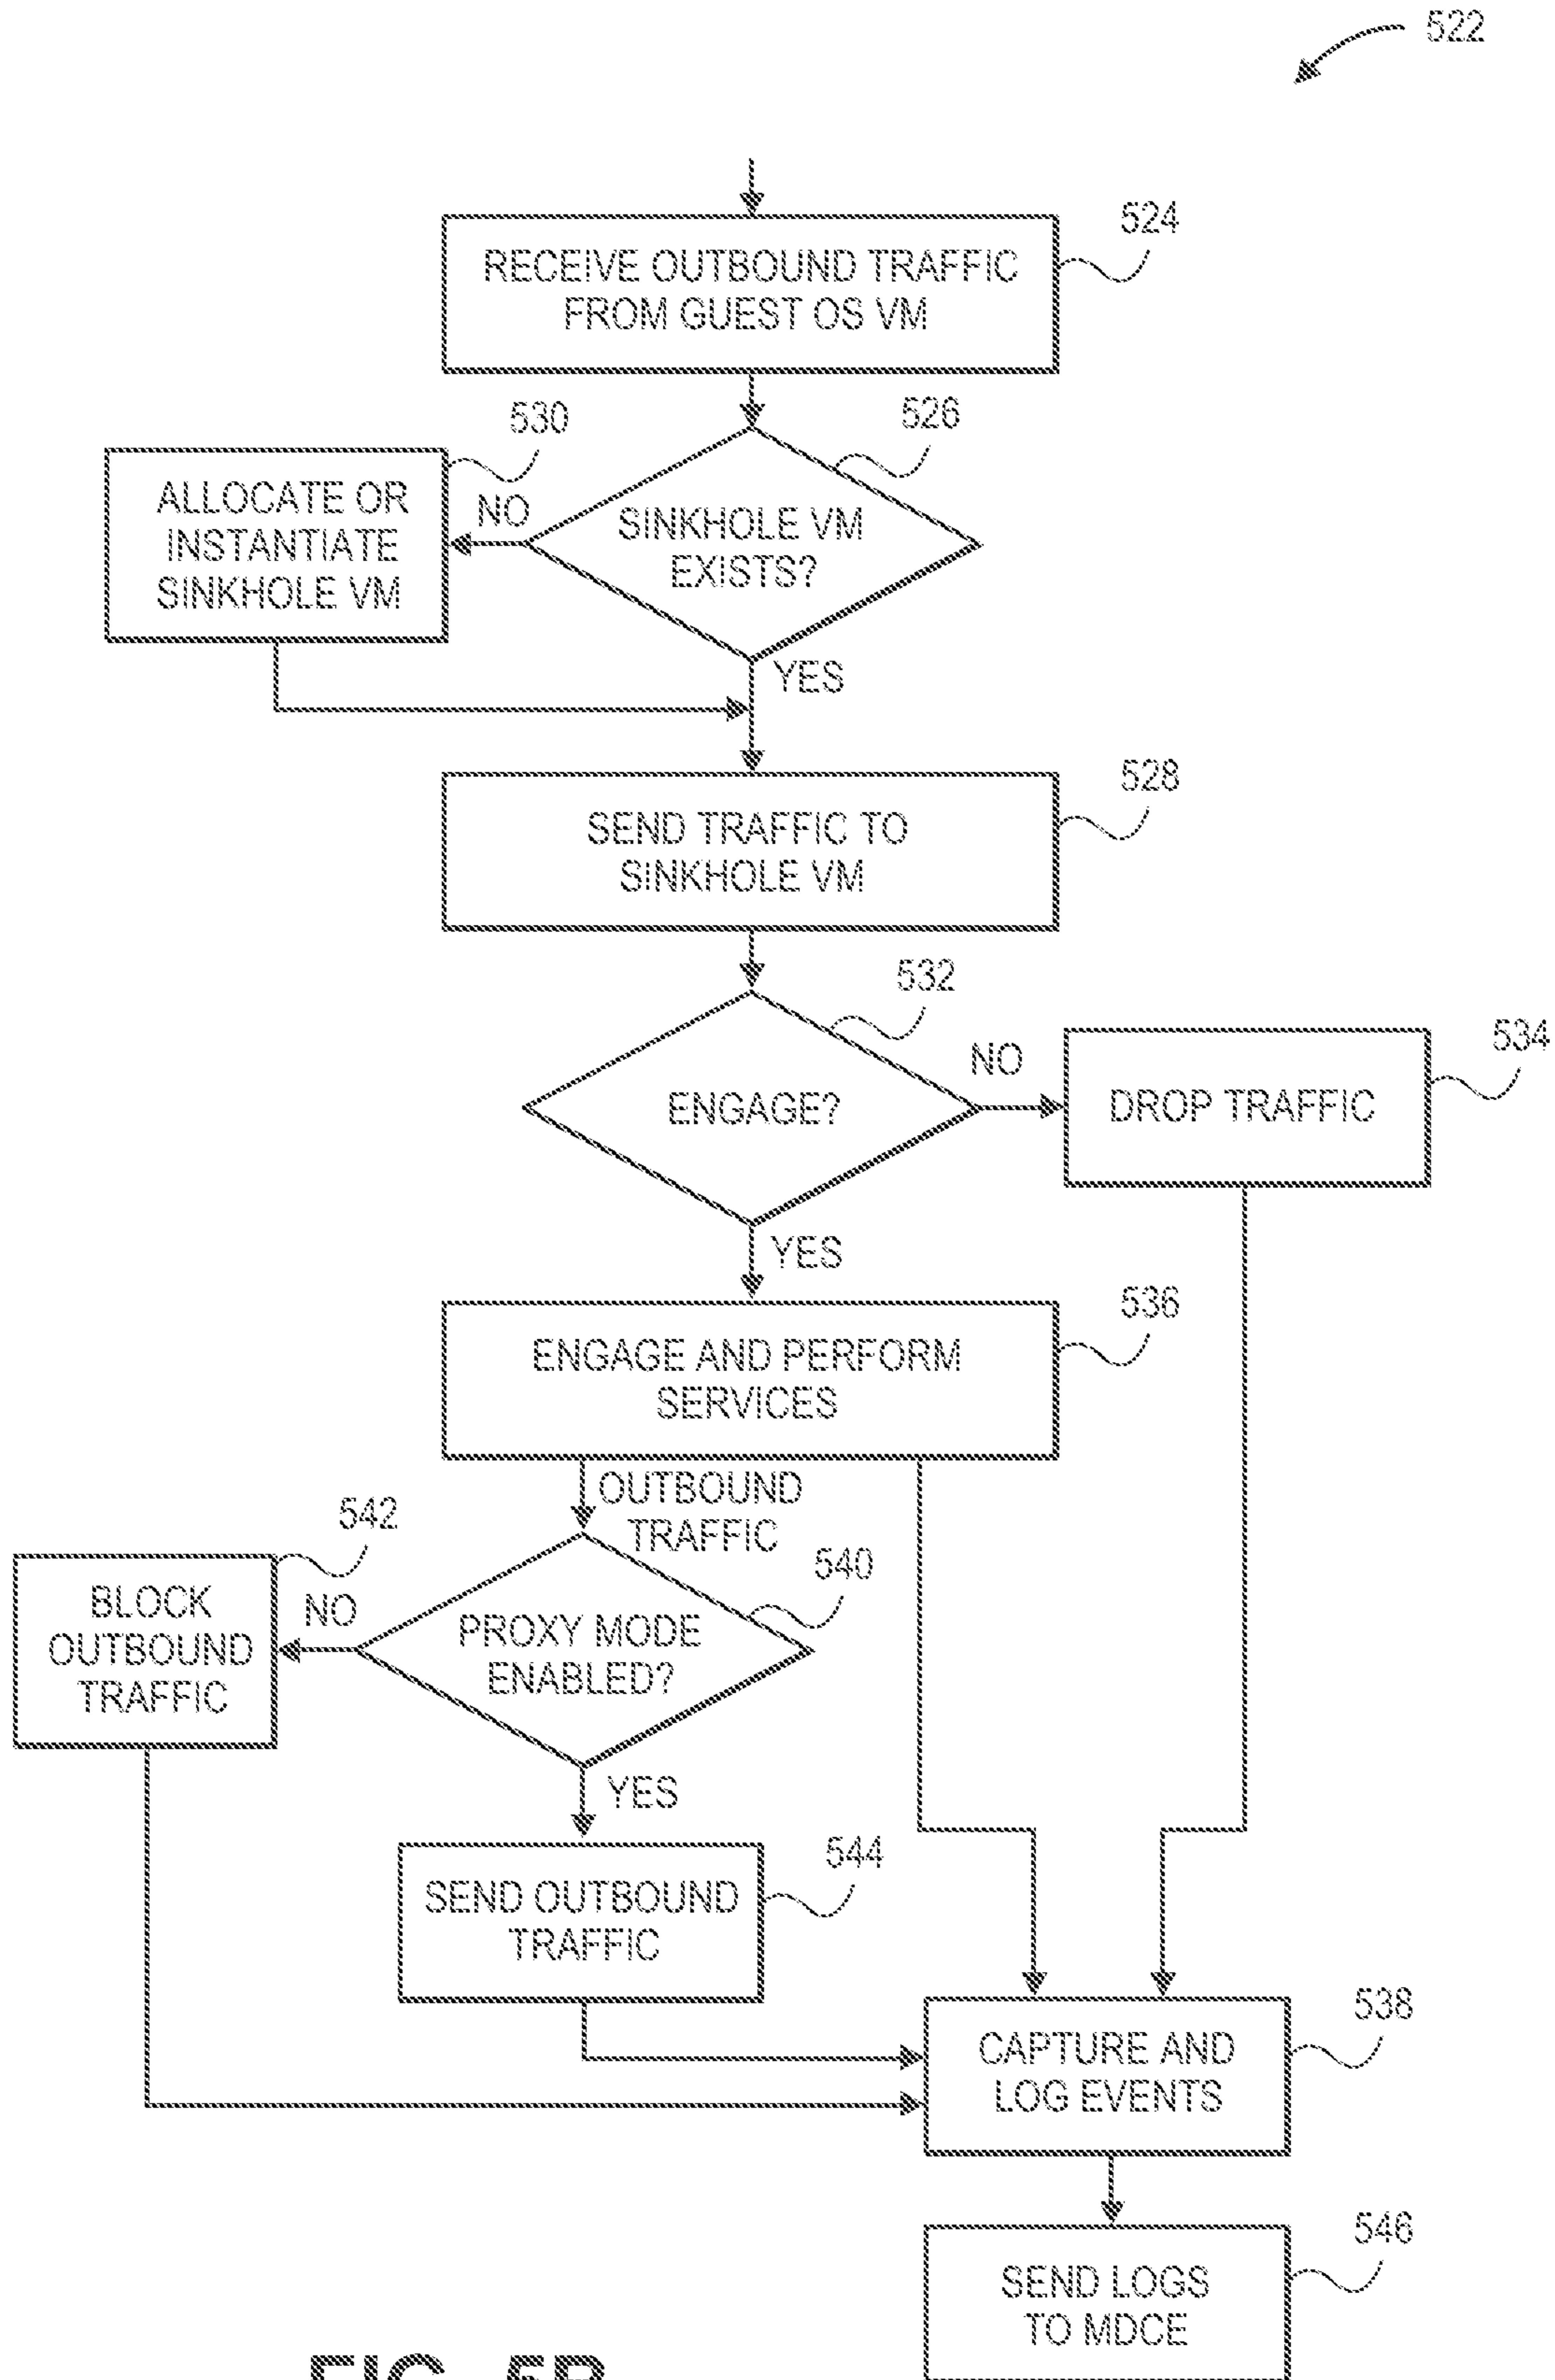 522
524
RECEIVE OUTBOUND TRAFFIC
FROM GUEST OS VM
530
526
ALLOCATE OR
INSTANTIATE
SINKHOLE VM
NO
SINKHOLE VM
EXISTS?
YES
528
SEND TRAFFIC TO
SINKHOLE VM
532
534
NO
ENGAGE?
DROP TRAFFIC
YES
536
ENGAGE AND PERFORM
SERVICES
OUTBOUND
TRAFFIC
542
540
BLOCK
OUTBOUND
TRAFFIC
NO
PROXY MODE
ENABLED?
YES
544
SEND OUTBOUND
TRAFFIC
538
CAPTURE AND
LOG EVENTS
546
SEND LOGS
TO MDCE
FIG. 5B